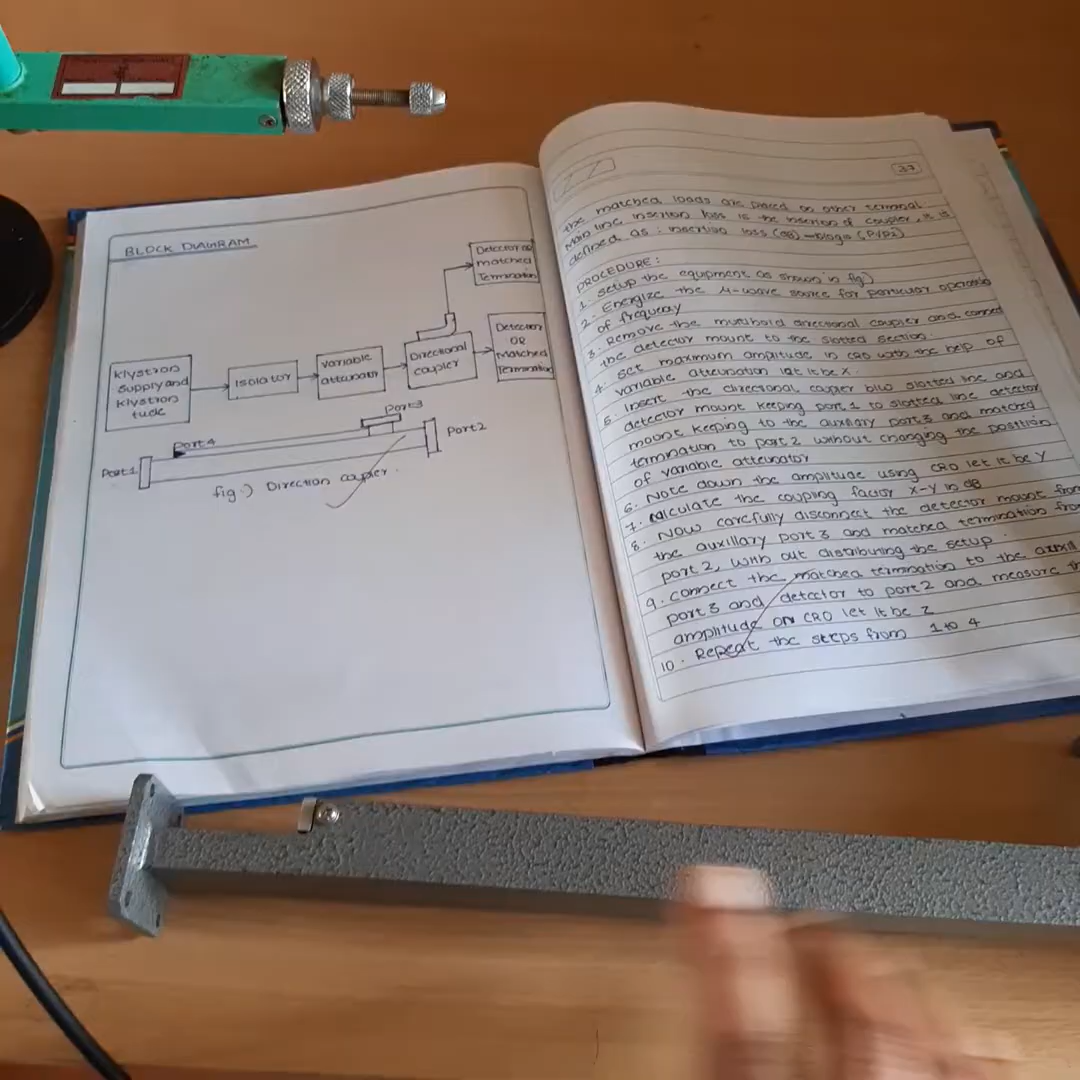 BLOCK DIAGRAM
Detector or
matched
Termination
Detector
OR
Matched
Termination
Directional
coupler
Variable
attenuator
Isolator
Klystron
supply and
Klystron
tude
Port3
Port2
Port4
Port1
fig:) Direction coupler.
37
the matched loads are placed on other terminal
Main line insertion loss is the insertion of coupler, it is
defined as : insertion loss (dB)
PROCEDURE:
1. setup the equipment as shown in fig)
2. Energize the μ-wave source for particular operation
of frequency
3. Remove the multihold directional coupler and connect
the detector mount to the slotted section.
4. set maximum amplitude in CRO with the help of
variable attenuation let it be x.
5. Insert the directional coupler b/w slotted line and
detector mount keeping port 1 to slotted line detector
mount keeping to the auxilary port 3 and matched
termination to port 2 without changing the position
of variable attenuator
6. Note down the amplitude using CRO let it be Y
7. calculate the coupling factor X-Y in dB
8. Now carefully disconnect the detector mount from
the auxillary port 3 and matched termination from
port 2, with out distributing the setup.
9. connect the matched termination to the
port 3 and detector to port 2 and measure the
amplitude on CRO let it be z
10. Repeat the steps from 1 to 4